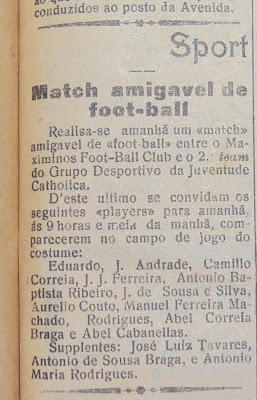 conduzidos ao posto da Avenida.
Sport
Match amigavel de
foot-ball
Realisa-se amanhã um «match»
amigavel de «foot-ball» entre o Ma-
ximinos Foot-Ball Club e o 2.º team
do Grupo Desportivo da Juventude
Catholica.
D'este ultimo se convidam os
seguintes «players» para amanhã,
ás 9 horas e meia da manhã, com-
parecerem no campo de jogo do
costume:
Eduardo, J. Andrade, Camillo
Correia, J. J. Ferreira, Antonio Ba-
ptista Ribeiro, J. de Sousa e Silva,
Aurelio Couto, Manuel Ferreira Ma-
chado, Rodrigues, Abel Correia
Braga e Abel Cabanellas.
Supplentes: José Luiz Tavares,
Antonio de Sousa Braga, e Antonio
Maria Rodrigues.